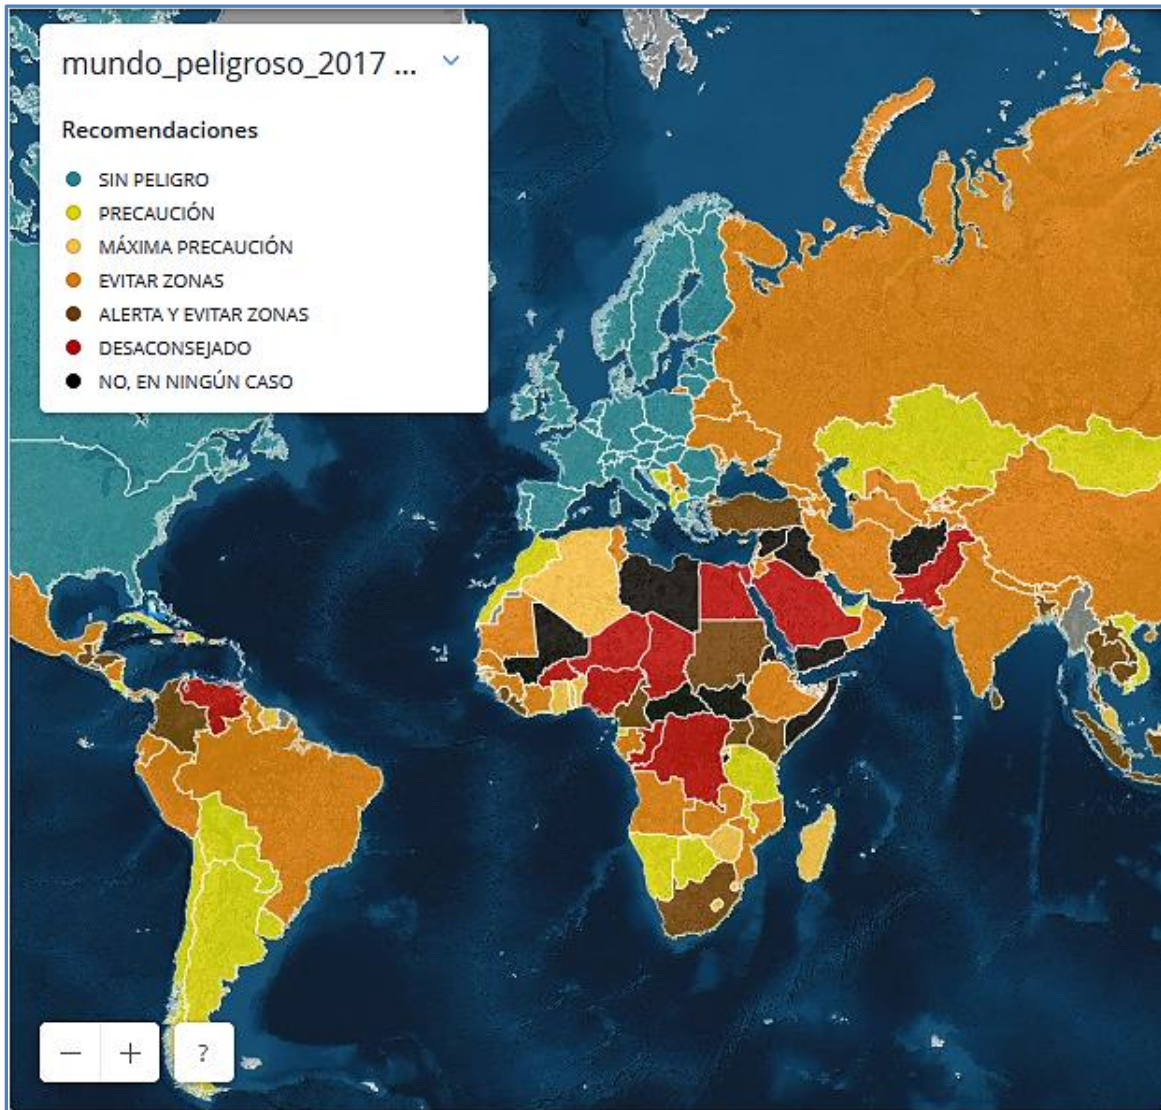 mundo_peligroso_2017 ...
Recomendaciones
SIN PELIGRO
PRECAUCIÓN
MÁXIMA PRECAUCIÓN
EVITAR ZONAS
ALERTA Y EVITAR ZONAS
DESACONSEJADO
NO, EN NINGÚN CASO
− + ?